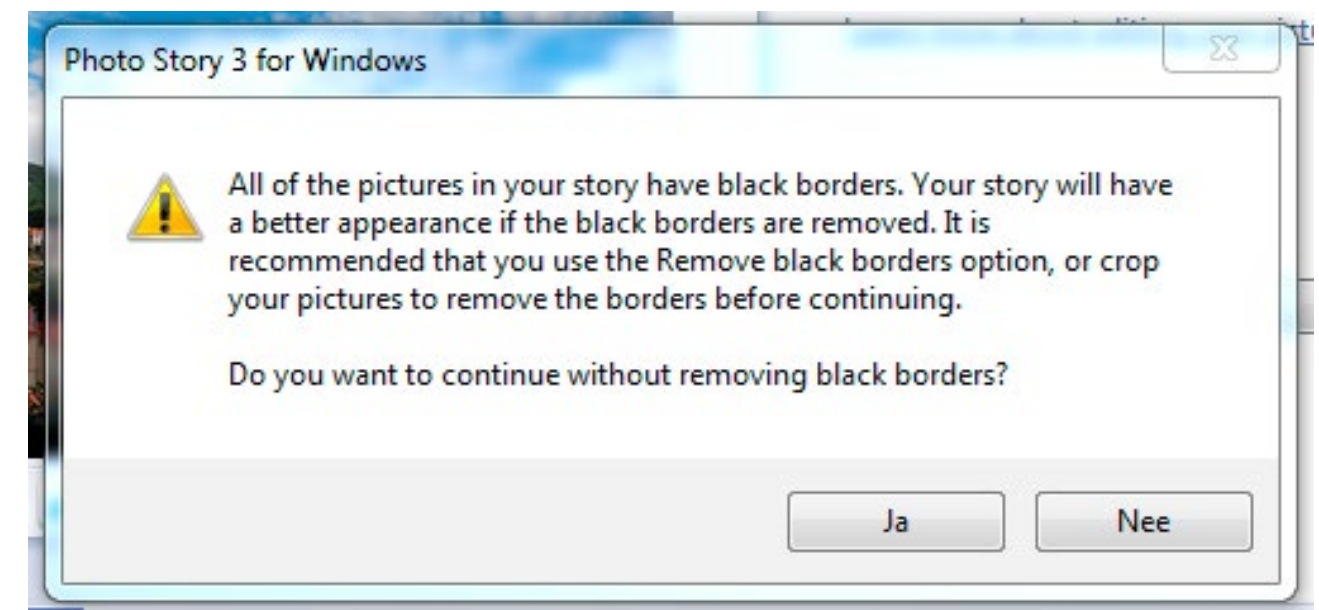 Photo Story 3 for Windows
All of the pictures in your story have black borders. Your story will have
a better appearance if the black borders are removed. It is
recommended that you use the Remove black borders option, or crop
your pictures to remove the borders before continuing.
Do you want to continue without removing black borders?
Ja
Nee